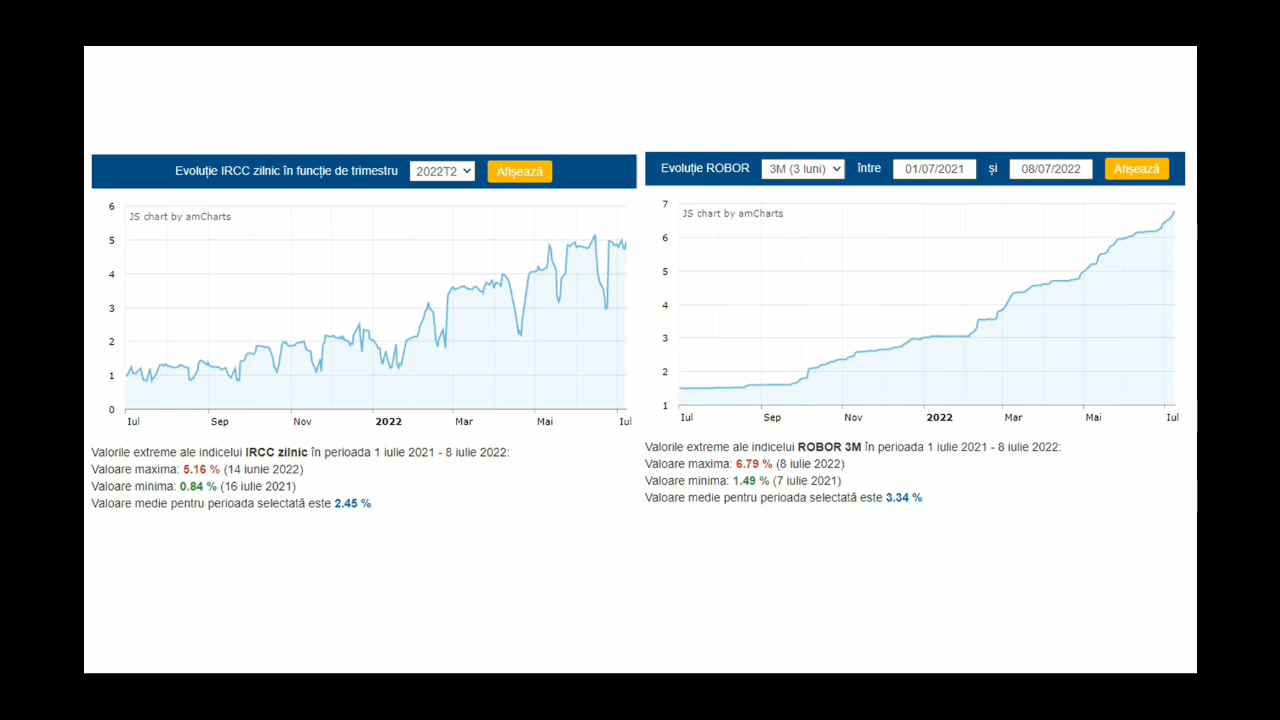 Evoluție IRCC zilnic în funcție de trimestru 2022T2 Afișează
6
JS chart by amCharts
5
4
3
2
1
0
Iul Sep Nov 2022 Mar Mai Iul
Valorile extreme ale indicelui IRCC zilnic în perioada 1 iulie 2021 - 8 iulie 2022:
Valoare maxima: 5.16 % (14 iunie 2022)
Valoare minima: 0.84 % (16 iulie 2021)
Valoare medie pentru perioada selectată este 2.45 %
Evoluție ROBOR 3M (3 luni) între 01/07/2021 și 08/07/2022 Afișează
7
JS chart by amCharts
6
5
4
3
2
1
Iul Sep Nov 2022 Mar Mai Iul
Valorile extreme ale indicelui ROBOR 3M în perioada 1 iulie 2021 - 8 iulie 2022:
Valoare maxima: 6.79 % (8 iulie 2022)
Valoare minima: 1.49 % (7 iulie 2021)
Valoare medie pentru perioada selectată este 3.34 %